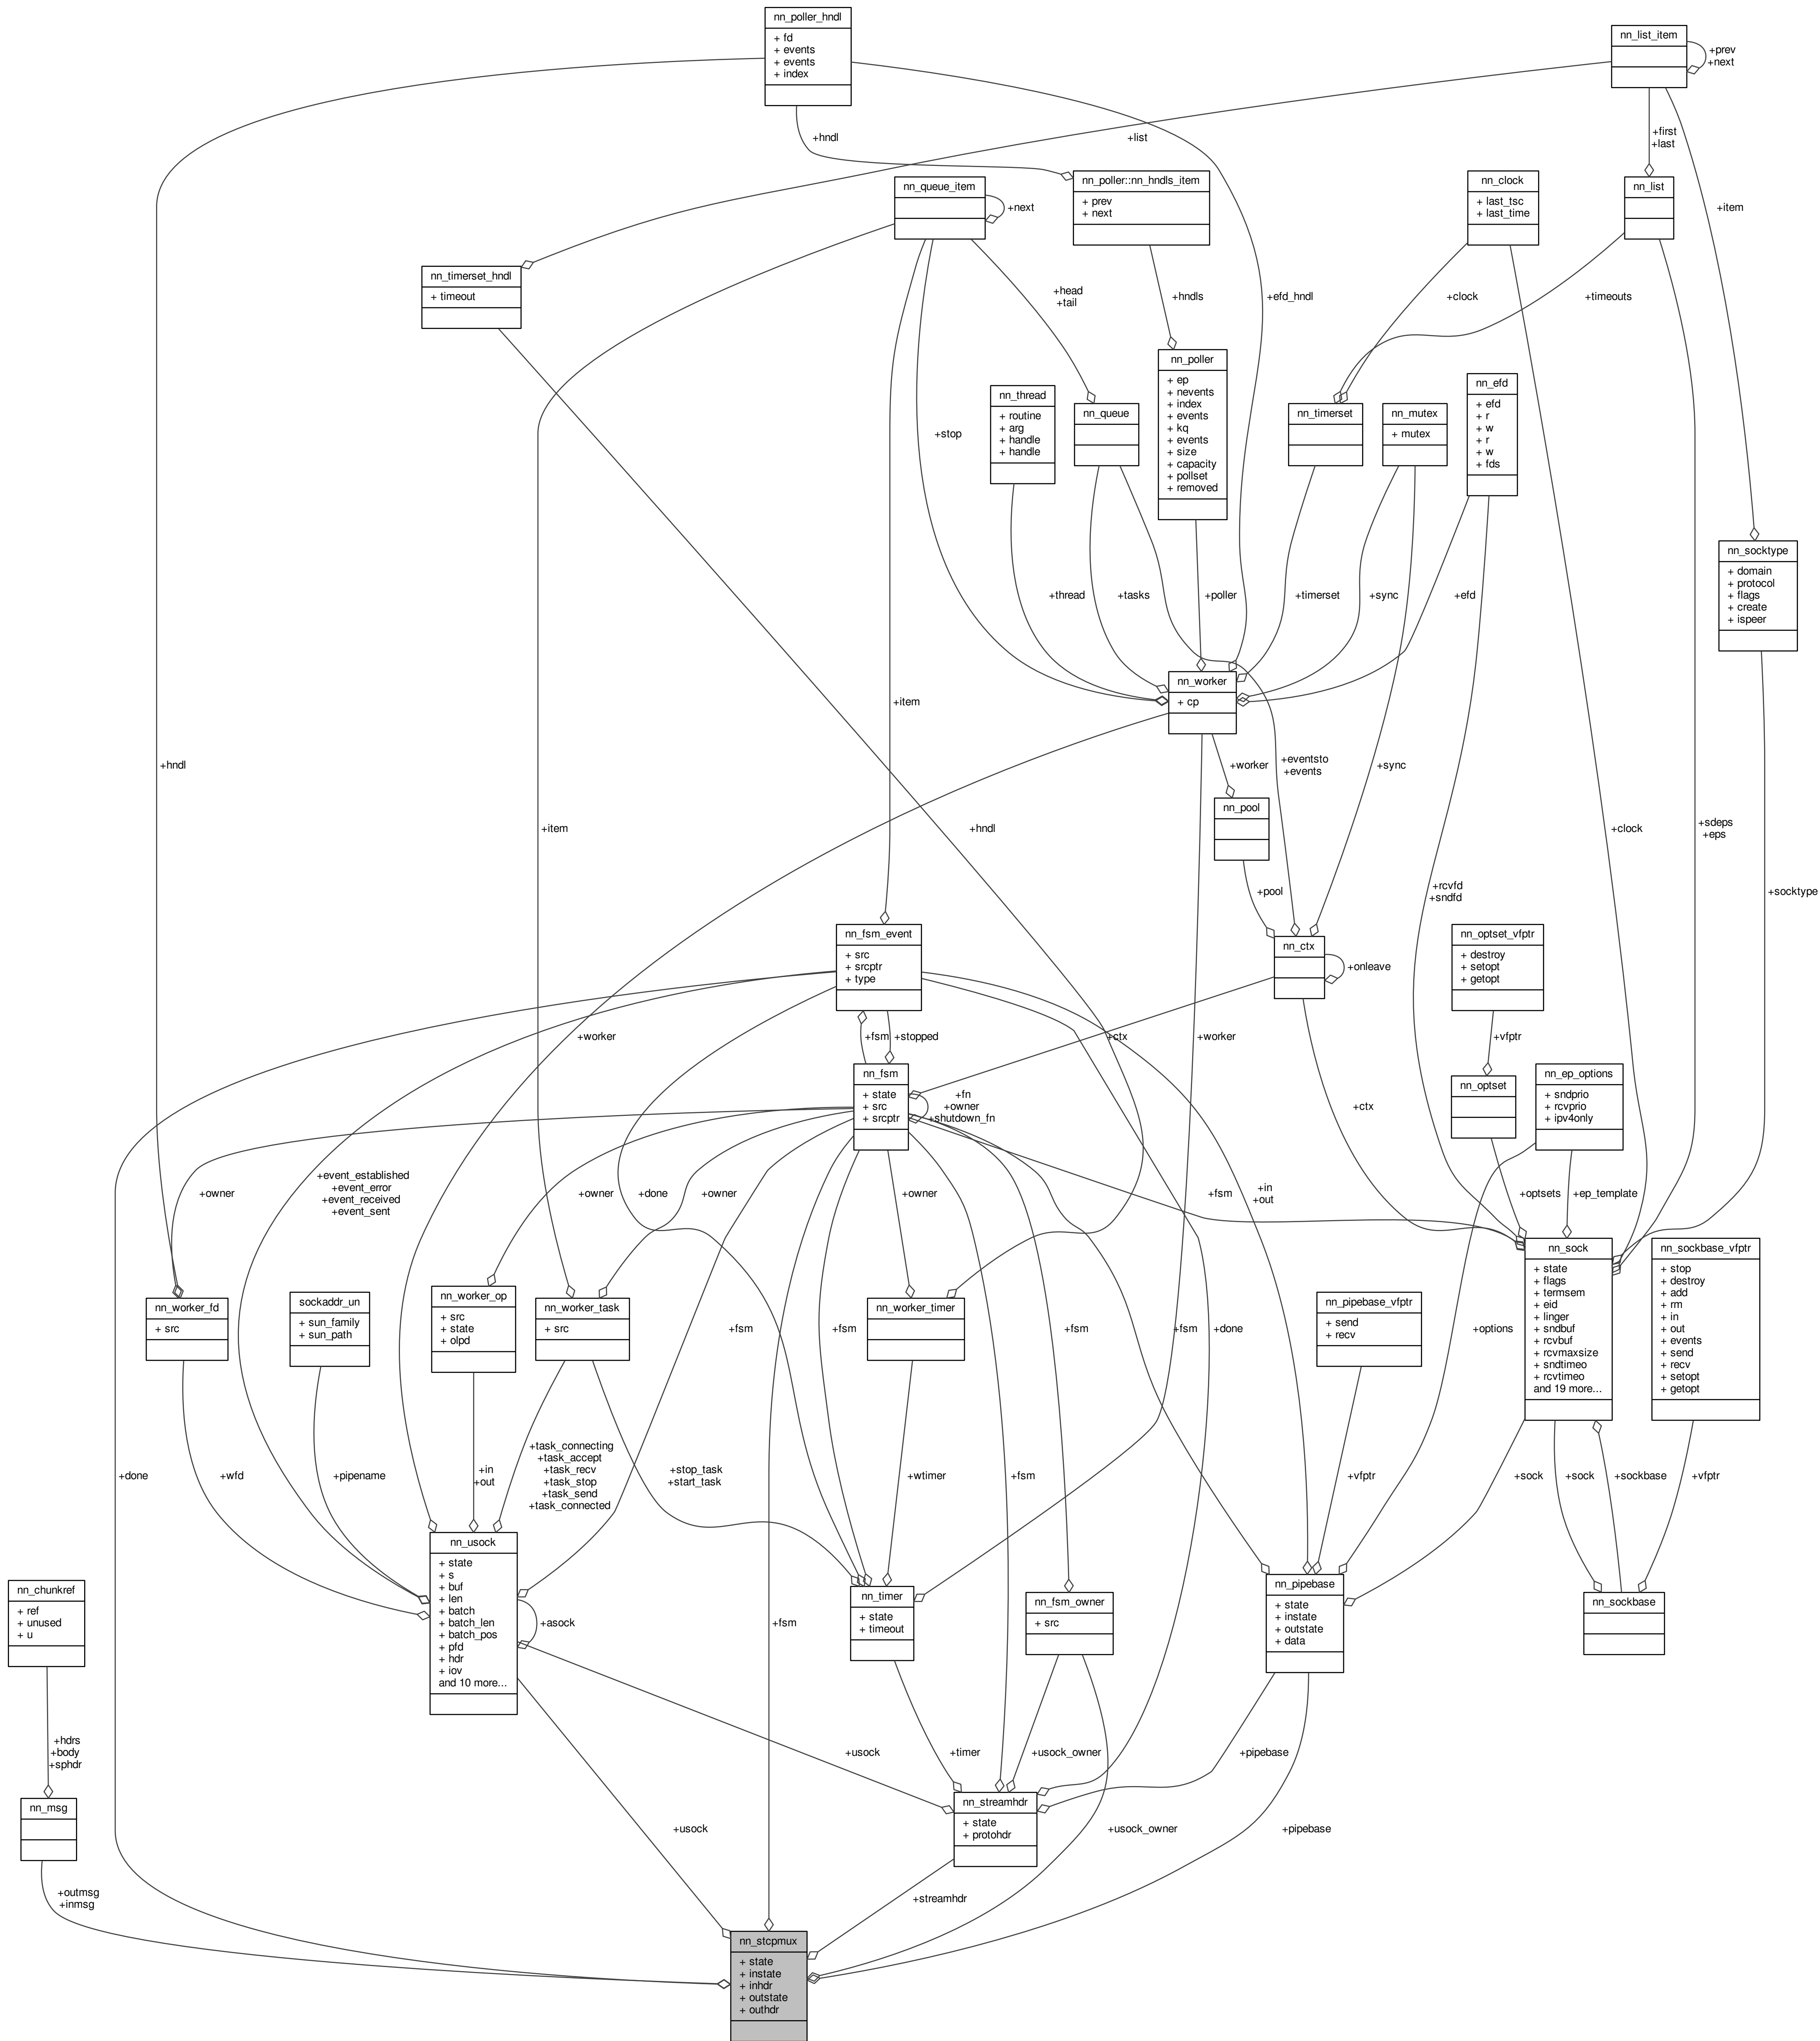 nn_poller_hndl
+ fd
+ events
+ events
+ index
nn_list_item
+prev
+next
+hndl
+list
+first
+last
nn_queue_item
+next
nn_poller::nn_hndls_item
+ prev
+ next
nn_clock
+ last_tsc
+ last_time
nn_list
+item
nn_timerset_hndl
+ timeout
+head
+tail
+hndls
+efd_hndl
+clock
+timeouts
nn_thread
+ routine
+ arg
+ handle
+ handle
nn_queue
nn_poller
+ ep
+ nevents
+ index
+ events
+ kq
+ events
+ size
+ capacity
+ pollset
+ removed
nn_timerset
nn_mutex
+ mutex
nn_efd
+ efd
+ r
+ w
+ r
+ w
+ fds
+stop
nn_socktype
+ domain
+ protocol
+ flags
+ create
+ ispeer
+thread
+tasks
+poller
+timerset
+sync
+efd
nn_worker
+ cp
+item
+hndl
+worker
+eventsto
+events
+sync
nn_pool
+item
+hndl
+clock
+sdeps
+eps
+pool
+rcvfd
+sndfd
+socktype
nn_fsm_event
+ src
+ srcptr
+ type
nn_ctx
+onleave
nn_optset_vfptr
+ destroy
+ setopt
+ getopt
+worker
+fsm
+stopped
+ctx
+worker
+vfptr
nn_fsm
+ state
+ src
+ srcptr
+fn
+owner
+shutdown_fn
+ctx
nn_optset
nn_ep_options
+ sndprio
+ rcvprio
+ ipv4only
+owner
+event_established
+event_error
+event_received
+event_sent
+owner
+done
+owner
+owner
+fsm
+in
+out
+optsets
+ep_template
nn_worker_fd
+ src
sockaddr_un
+ sun_family
+ sun_path
nn_worker_op
+ src
+ state
+ olpd
nn_worker_task
+ src
nn_worker_timer
nn_pipebase_vfptr
+ send
+ recv
nn_sock
+ state
+ flags
+ termsem
+ eid
+ linger
+ sndbuf
+ rcvbuf
+ rcvmaxsize
+ sndtimeo
+ rcvtimeo
and 19 more...
nn_sockbase_vfptr
+ stop
+ destroy
+ add
+ rm
+ in
+ out
+ events
+ send
+ recv
+ setopt
+ getopt
+fsm
+fsm
+fsm
+fsm
+done
+options
+done
+wfd
+pipename
+in
+out
+task_connecting
+task_accept
+task_recv
+task_stop
+task_send
+task_connected
+stop_task
+start_task
+wtimer
+fsm
+vfptr
+sock
+sock
+sockbase
+vfptr
nn_usock
+ state
+ s
+ buf
+ len
+ batch
+ batch_len
+ batch_pos
+ pfd
+ hdr
+ iov
and 10 more...
+asock
+fsm
nn_chunkref
+ ref
+ unused
+ u
nn_timer
+ state
+ timeout
nn_fsm_owner
+ src
nn_pipebase
+ state
+ instate
+ outstate
+ data
nn_sockbase
+hdrs
+body
+sphdr
+usock
+timer
+usock_owner
+pipebase
nn_msg
nn_streamhdr
+ state
+ protohdr
+usock
+usock_owner
+pipebase
+outmsg
+inmsg
+streamhdr
nn_stcpmux
+ state
+ instate
+ inhdr
+ outstate
+ outhdr